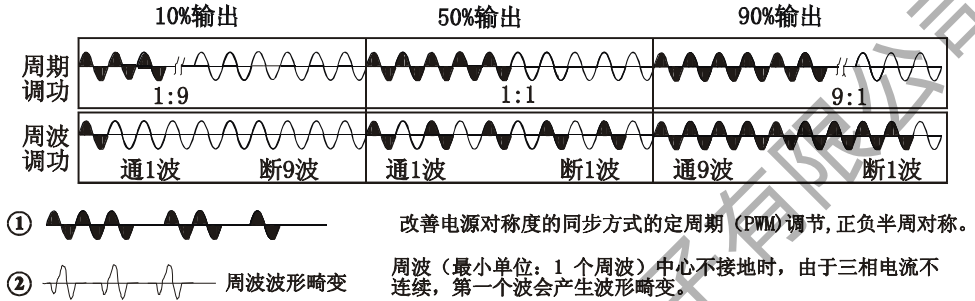 10%输出 50%输出 90%输出
周期
调功
1:9 1:1 9:1
周波
调功
通1波 断9波 通1波 断1波 通9波 断1波
① 改善电源对称度的同步方式的定周期 (PWM)调节,正负半周对称。
② 周波波形畸变
周波（最小单位: 1 个周波）中心不接地时，由于三相电流不
连续，第一个波会产生波形畸变。
子有限公司